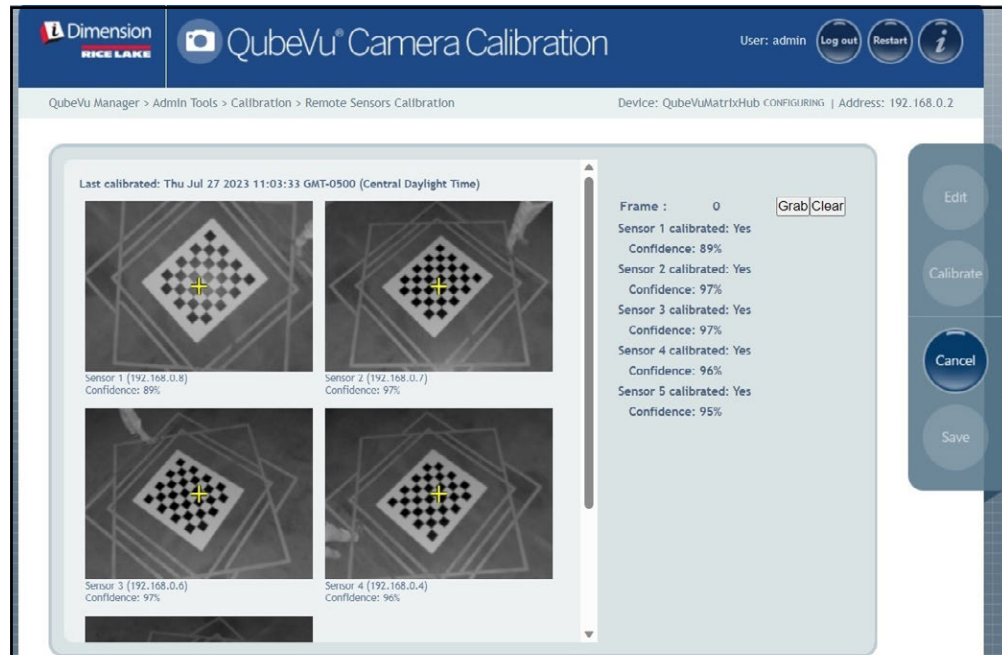 Dimension
RICE LAKE
QubeVu® Camera Calibration
User: admin
Log out
Restart
i
QubeVu Manager > Admin Tools > Calibration > Remote Sensors Calibration
Device: QubeVuMatrixHub CONFIGURING | Address: 192.168.0.2
Last calibrated: Thu Jul 27 2023 11:03:33 GMT-0500 (Central Daylight Time)
Sensor 1 (192.168.0.8)
Confidence: 89%
Sensor 2 (192.168.0.7)
Confidence: 97%
Sensor 3 (192.168.0.6)
Confidence: 97%
Sensor 4 (192.168.0.4)
Confidence: 96%
Frame : 0 Grab Clear
Sensor 1 calibrated: Yes
Confidence: 89%
Sensor 2 calibrated: Yes
Confidence: 97%
Sensor 3 calibrated: Yes
Confidence: 97%
Sensor 4 calibrated: Yes
Confidence: 96%
Sensor 5 calibrated: Yes
Confidence: 95%
Edit
Calibrate
Cancel
Save